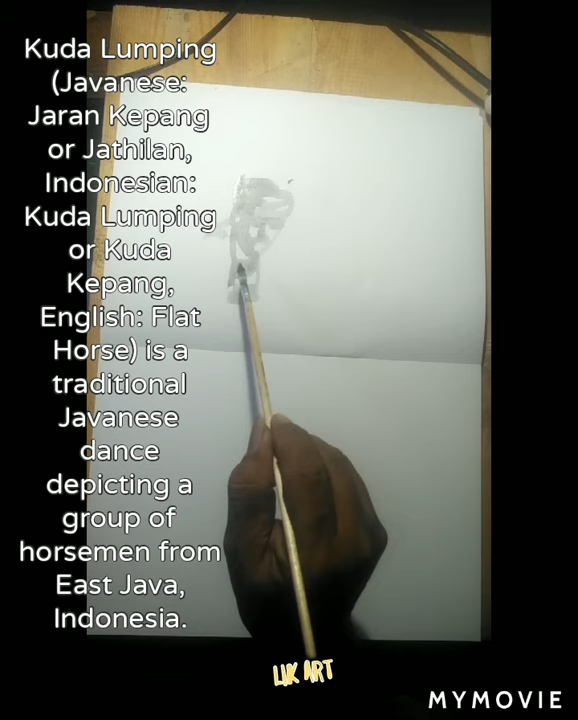 Kuda Lumping
(Javanese:
Jaran Kepang
or Jathilan,
Indonesian:
Kuda Lumping
or Kuda
Kepang,
English: Flat
Horse) is a
traditional
Javanese
dance
depicting a
group of
horsemen from
East Java,
Indonesia.
LIK ART
MYMOVIE